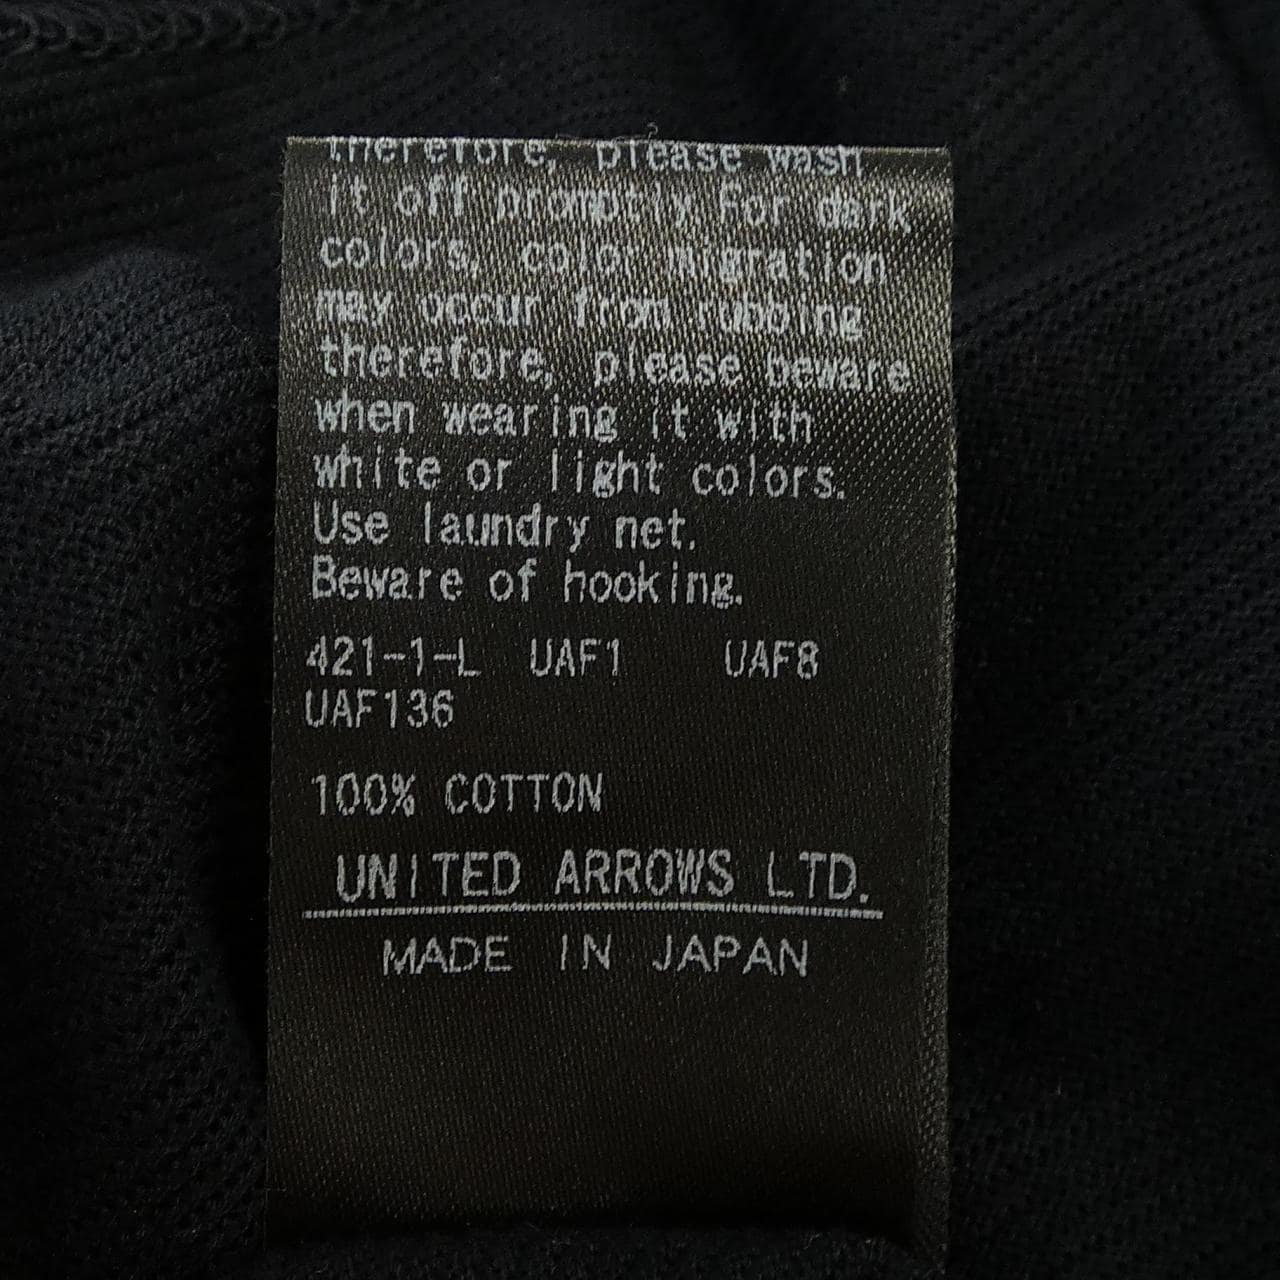 therefore, please wash
it off promptly.For dark
colors, color migration
may occur from rubbing
therefore, please beware
when wearing it with
white or light colors.
Use laundry net.
Beware of hooking.
421-1-L UAF1 UAF8
UAF136
100% COTTON
UNITED ARROWS LTD.
MADE IN JAPAN